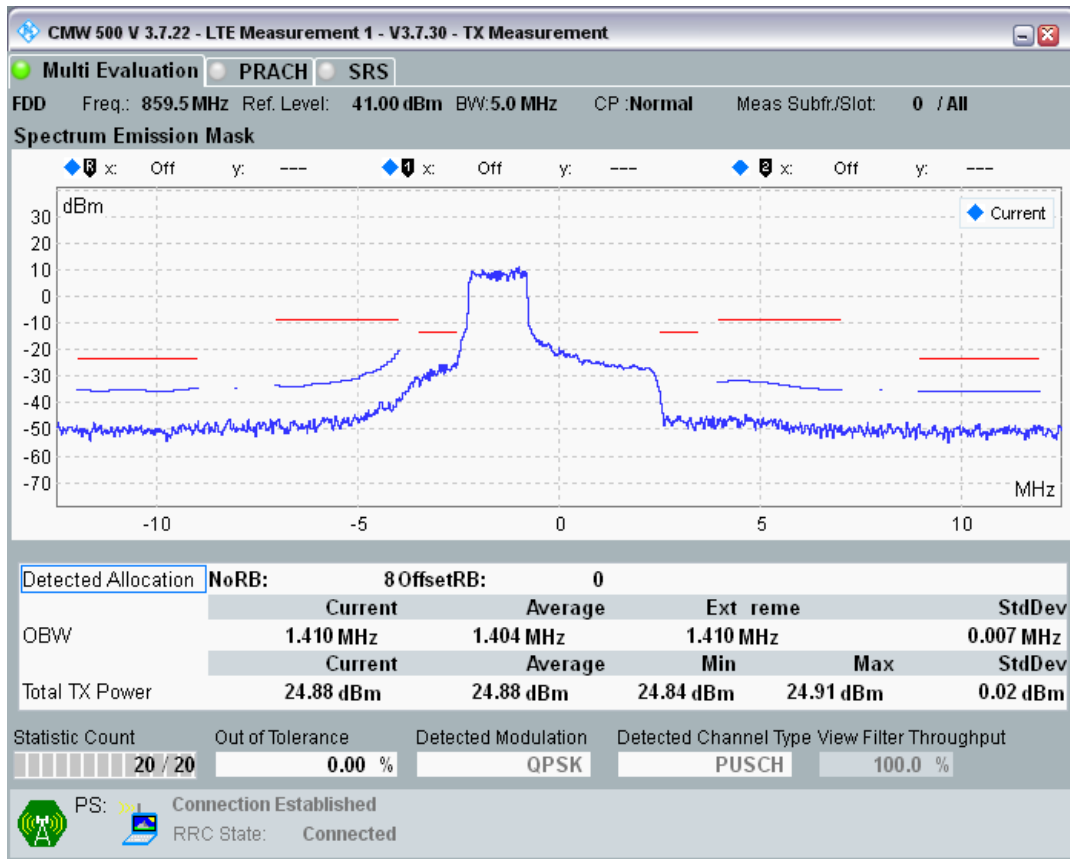 CMW 500 V 3.7.22 - LTE Measurement 1 - V3.7.30 - TX Measurement
Multi Evaluation PRACH SRS
FDD Freq.: 859.5 MHz Ref. Level: 41.00 dBm BW:5.0 MHz CP :Normal Meas Subfr./Slot: 0 / All
Spectrum Emission Mask
R x: Off y: --- 1 x: Off y: --- 2 x: Off y: ---
dBm
Current
30
20
10
0
-10
-20
-30
-40
-50
-60
-70
MHz
-10 -5 0 5 10
Detected Allocation NoRB: 8 OffsetRB: 0
Current Average Ext reme StdDev
OBW 1.410 MHz 1.404 MHz 1.410 MHz 0.007 MHz
Current Average Min Max StdDev
Total TX Power 24.88 dBm 24.88 dBm 24.84 dBm 24.91 dBm 0.02 dBm
Statistic Count Out of Tolerance Detected Modulation Detected Channel Type View Filter Throughput
20 / 20 0.00 % QPSK PUSCH 100.0 %
PS: Connection Established
RRC State: Connected